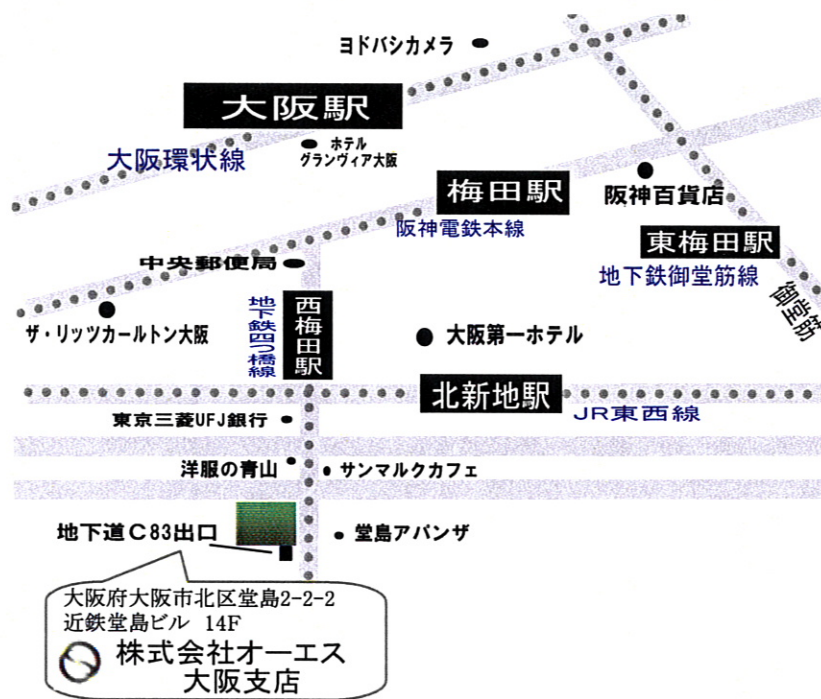 ヨドバシカメラ
大阪駅
ホテル
グランヴィア大阪
大阪環状線
梅田駅
阪神百貨店
阪神電鉄本線
東梅田駅
中央郵便局
地下鉄御堂筋線
御堂筋
西梅田駅
地下鉄四つ橋線
ザ・リッツカールトン大阪
大阪第一ホテル
北新地駅
JR東西線
東京三菱UFJ銀行
洋服の青山
サンマルクカフェ
地下道C83出口
堂島アバンザ
大阪府大阪市北区堂島2-2-2
近鉄堂島ビル 14F
株式会社オーエス
大阪支店